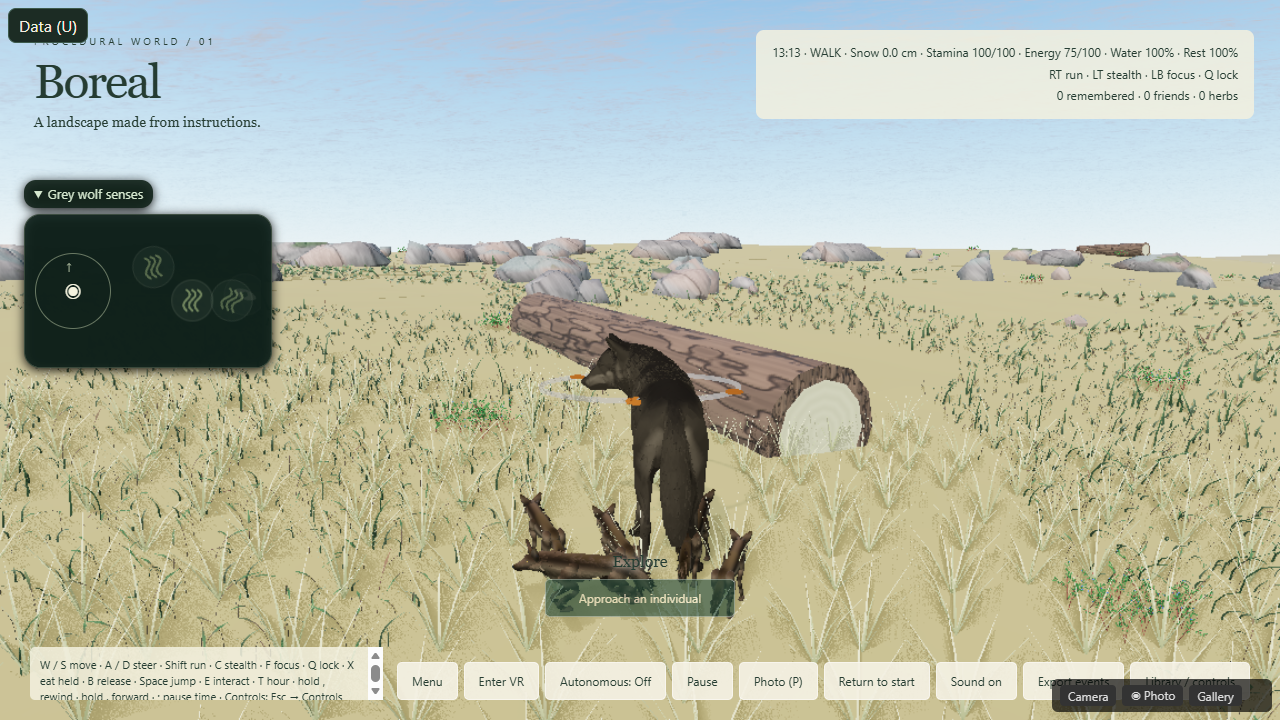 Data (U)
PROCEDURAL WORLD / 01
Boreal
A landscape made from instructions.
13:13 · WALK · Snow 0.0 cm · Stamina 100/100 · Energy 75/100 · Water 100% · Rest 100%
RT run · LT stealth · LB focus · Q lock
0 remembered · 0 friends · 0 herbs
▼ Grey wolf senses
Explore
Approach an individual
W / S move · A / D steer · Shift run · C stealth · F focus · Q lock · X
eat held · B release · Space jump · E interact · T hour · hold ,
rewind · hold . forward · ; pause time · Controls: Esc → Controls
Menu
Enter VR
Autonomous: Off
Pause
Photo (P)
Return to start
Sound on
Export events
Library / controls
Camera
◉ Photo
Gallery